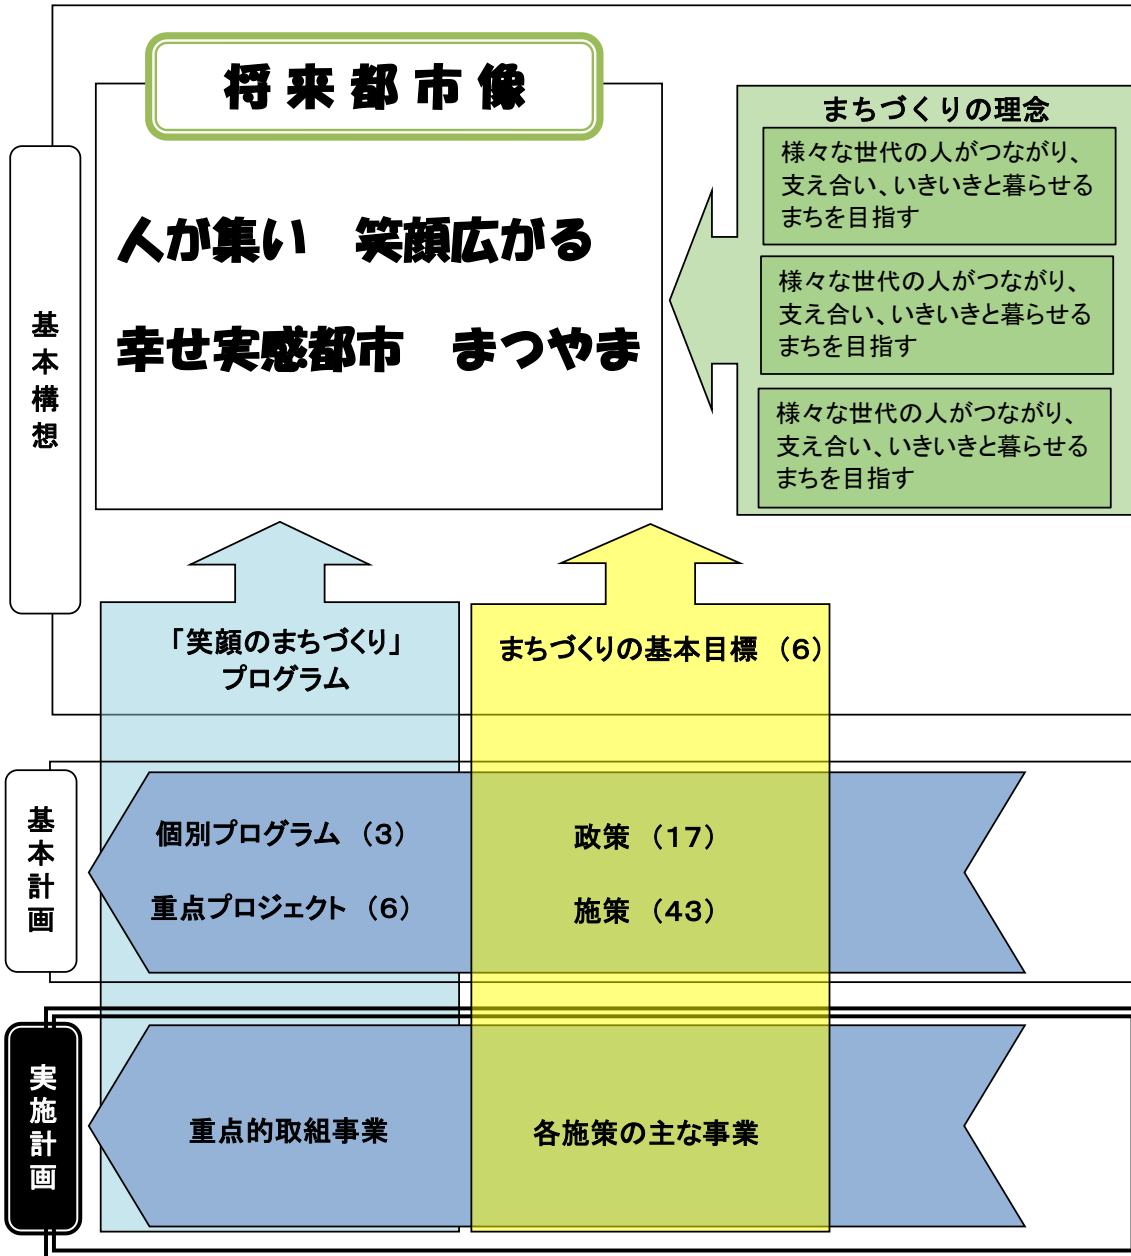 将来都市像
人が集い　笑顔広がる
幸せ実感都市　まつやま
まちづくりの理念
様々な世代の人がつながり、
支え合い、いきいきと暮らせる
まちを目指す
様々な世代の人がつながり、
支え合い、いきいきと暮らせる
まちを目指す
様々な世代の人がつながり、
支え合い、いきいきと暮らせる
まちを目指す
基本構想
「笑顔のまちづくり」
プログラム
まちづくりの基本目標（6）
基本計画
個別プログラム（3）
重点プロジェクト（6）
政策（17）
施策（43）
実施計画
重点的取組事業
各施策の主な事業